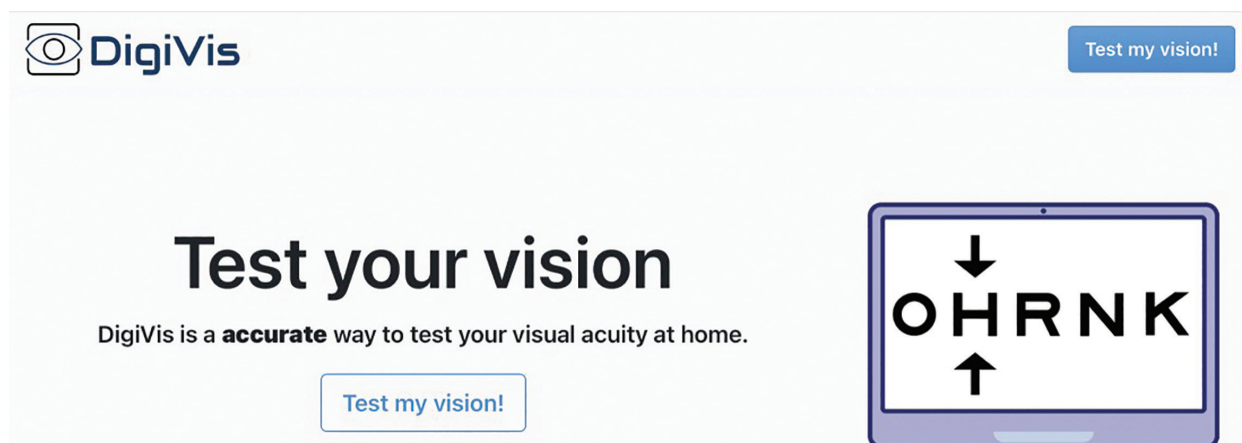 DigiVis
Test my vision!
Test your vision
DigiVis is a accurate way to test your visual acuity at home.
Test my vision!
OHRNK